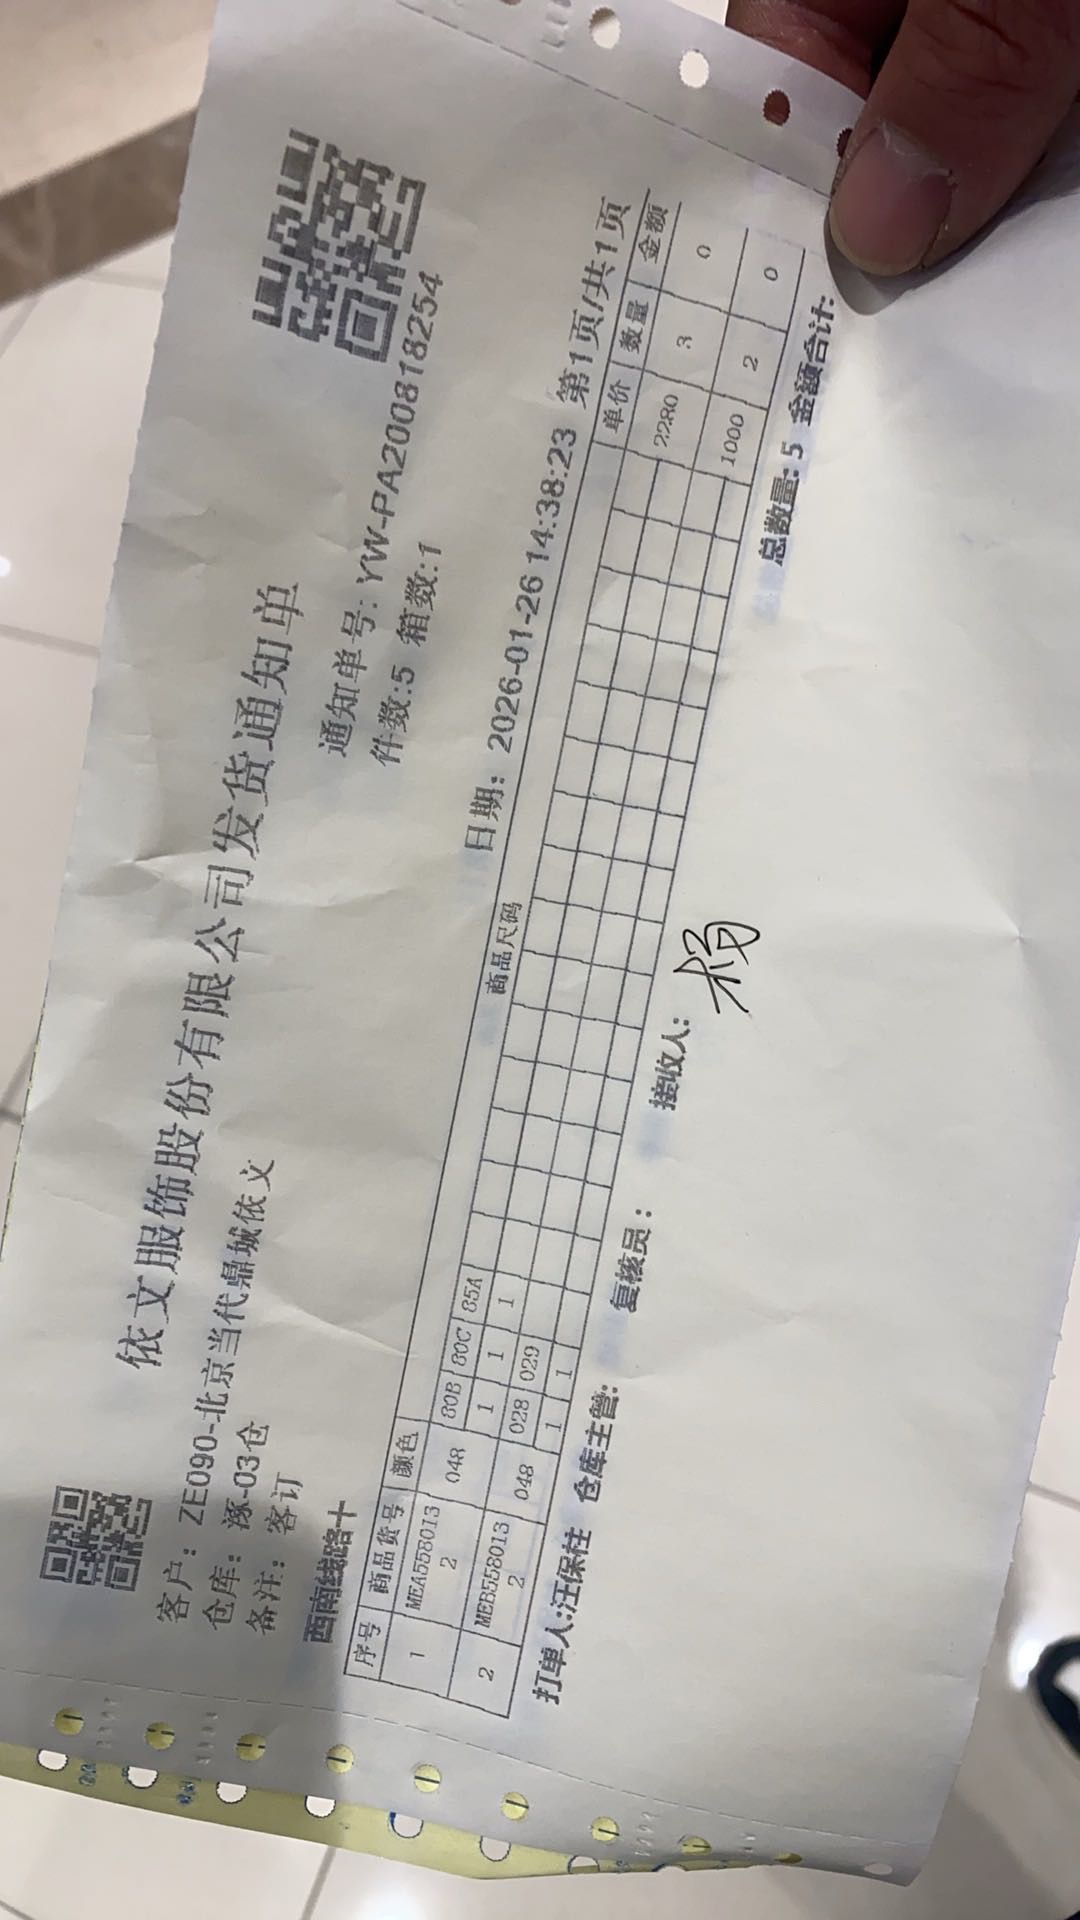 依文服饰股份有限公司发货通知单
客户：ZE090-北京当代鼎城依文
通知单号：YW-PA200818254
仓库：涿-03仓
件数:5 箱数:1
备注：客订
西南线路十
日期：2026-01-26 14:38:23 第1页/共1页
序号 商品货号 颜色 商品尺码 单价 数量 金额
80B 80C 85A
1 MEA5580132 048 1 1 1 2280 3 0
028 029
2 MEB5580132 048 1 1 1000 2 0
总数量: 5 金额合计:
打单人:汪保柱 仓库主管: 复核员： 接收人: 杨